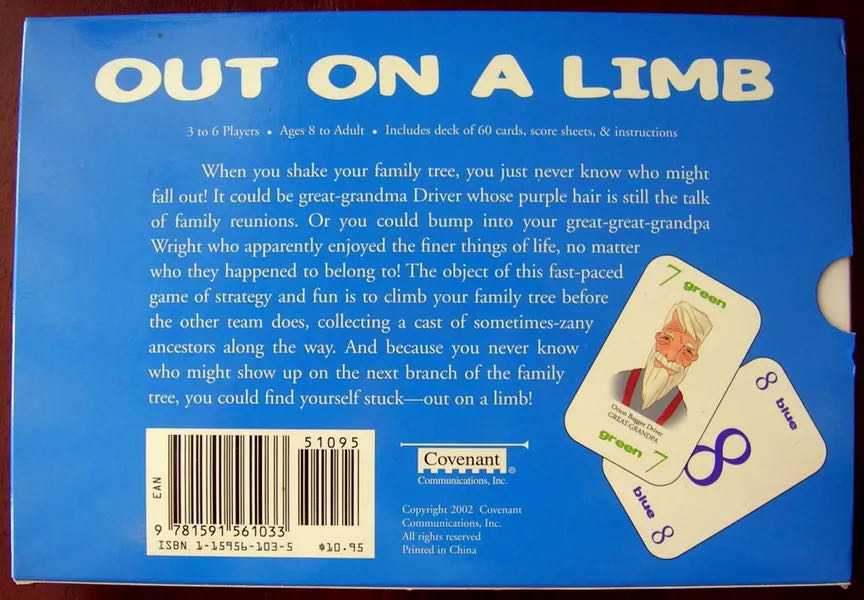 OUT ON A LIMB
3 to 6 Players • Ages 8 to Adult • Includes deck of 60 cards, score sheets, & instructions
When you shake your family tree, you just never know who might
fall out! It could be great-grandma Driver whose purple hair is still the talk
of family reunions. Or you could bump into your great-great-grandpa
Wright who apparently enjoyed the finer things of life, no matter
who they happened to belong to! The object of this fast-paced
game of strategy and fun is to climb your family tree before
the other team does, collecting a cast of sometimes-zany
ancestors along the way. And because you never know
who might show up on the next branch of the family
tree, you could find yourself stuck—out on a limb!
7 green
Orson Buggee Driver
GREAT-GRANDPA
green 7
8 blue
8
blue 8
51095
EAN
9 781591 561033
ISBN 1-59156-103-5
$10.95
Covenant®
Communications, Inc.
Copyright 2002 Covenant
Communications, Inc.
All rights reserved
Printed in China